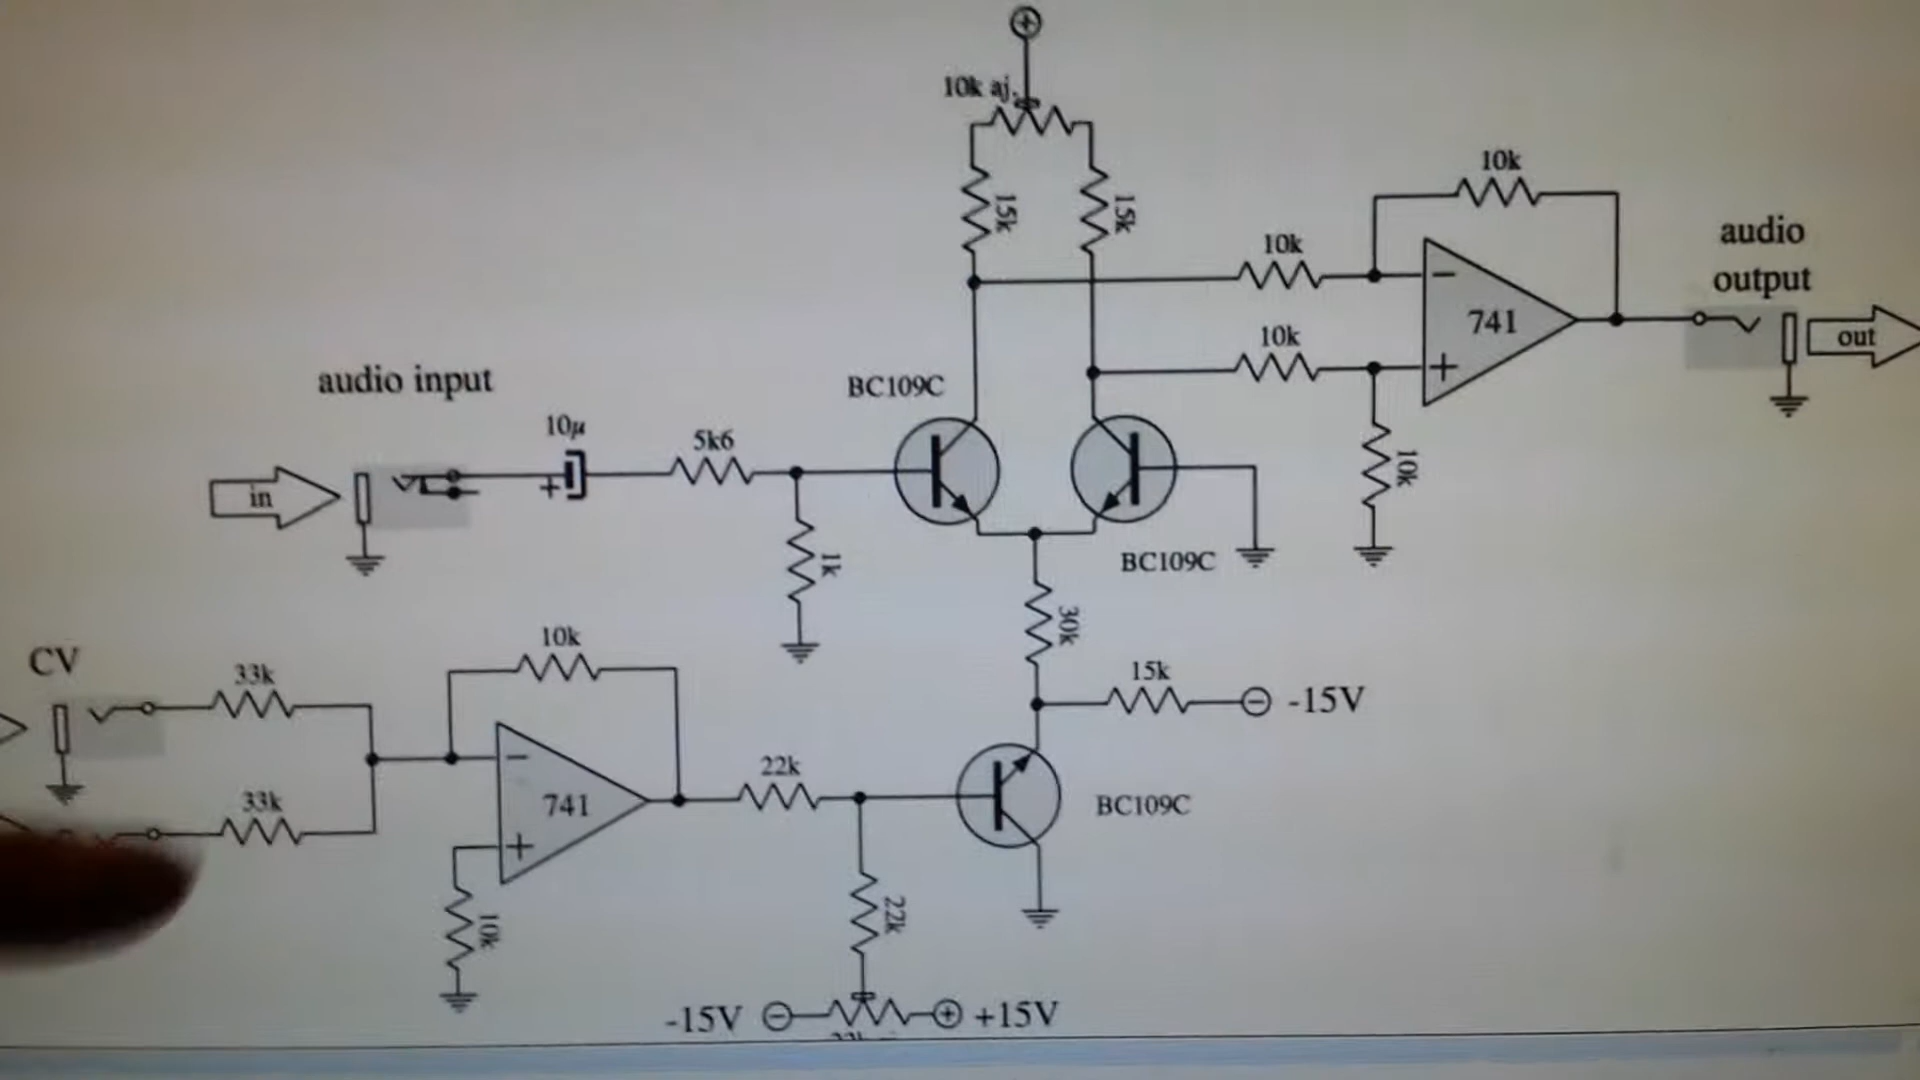 10k aj.
15k
15k
10k
audio
output
10k
741
out
10k
10k
audio input
BC109C
10µ
5k6
+
in
1k
BC109C
30k
CV
33k
10k
15k
-15V
33k
741
22k
BC109C
10k
22k
-15V
+15V